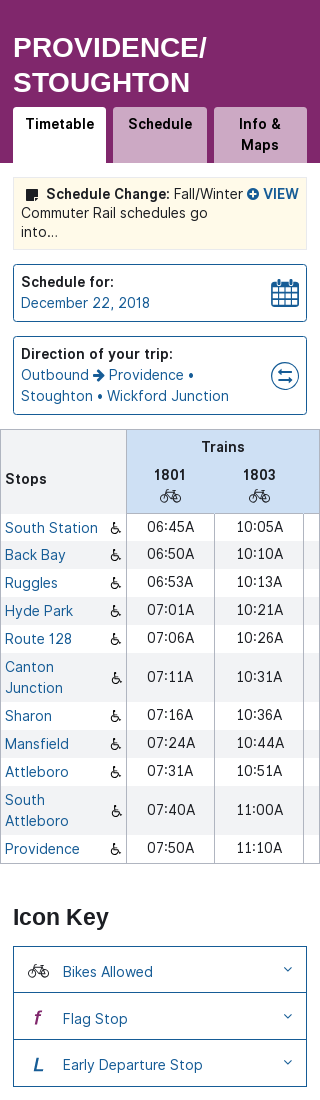 PROVIDENCE/
STOUGHTON
Timetable Schedule Info &
Maps
Schedule Change: Fall/Winter VIEW
Commuter Rail schedules go
into…
Schedule for:
December 22, 2018
Direction of your trip:
Outbound → Providence •
Stoughton • Wickford Junction
Trains
Stops 1801 1803
South Station 06:45A 10:05A
Back Bay 06:50A 10:10A
Ruggles 06:53A 10:13A
Hyde Park 07:01A 10:21A
Route 128 07:06A 10:26A
Canton
Junction 07:11A 10:31A
Sharon 07:16A 10:36A
Mansfield 07:24A 10:44A
Attleboro 07:31A 10:51A
South
Attleboro 07:40A 11:00A
Providence 07:50A 11:10A
Icon Key
Bikes Allowed
f Flag Stop
L Early Departure Stop